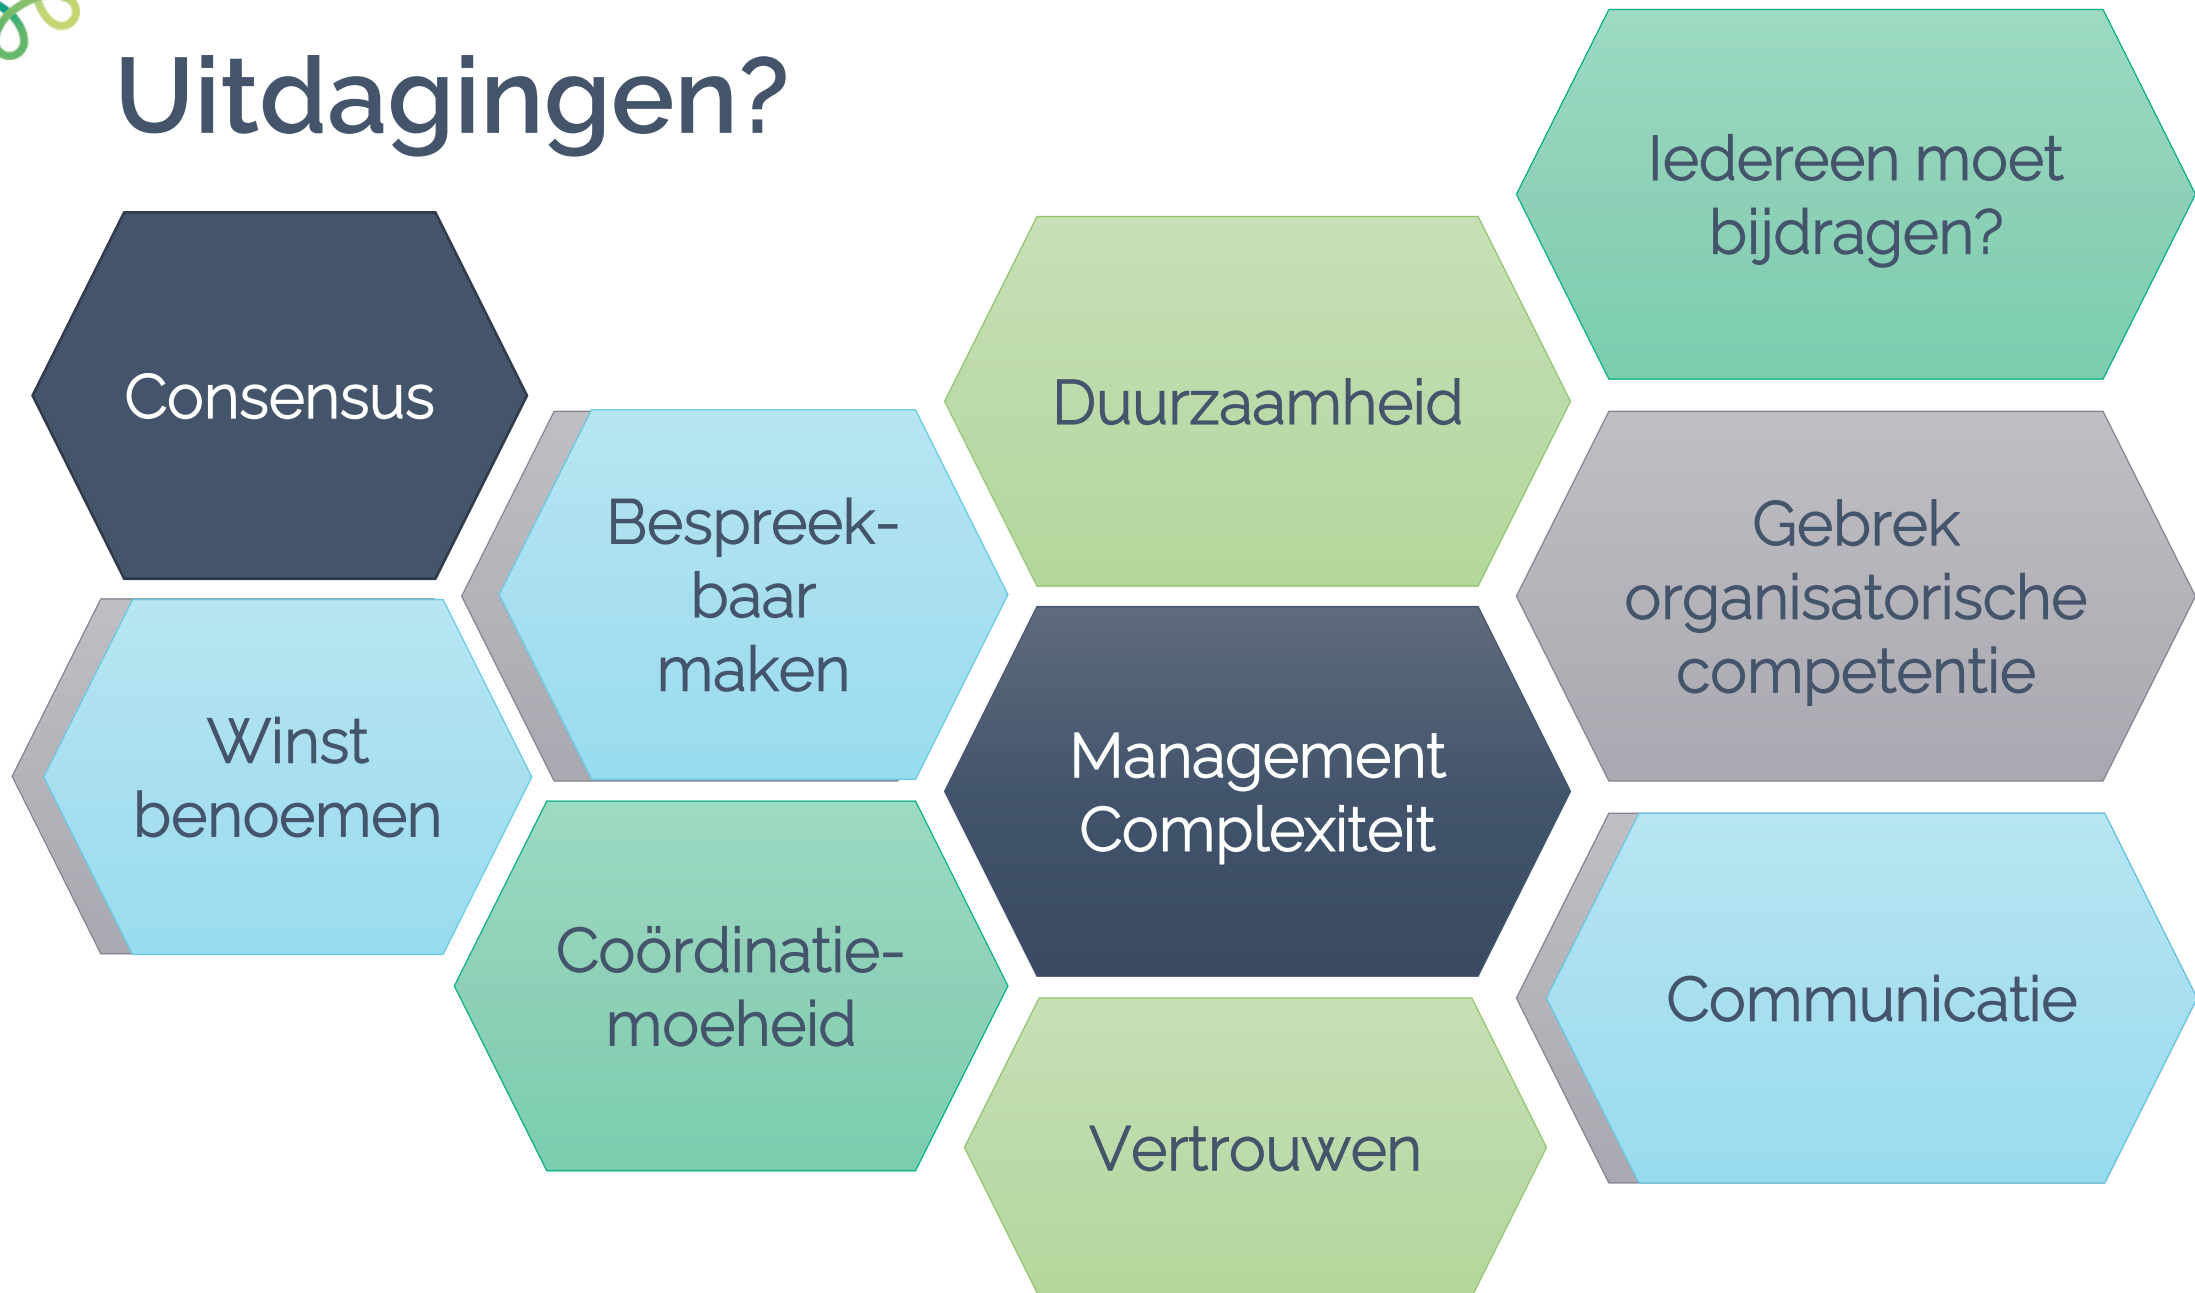 Uitdagingen?
Consensus
Winst
benoemen
Bespreek-
baar
maken
Coördinatie-
moeheid
Duurzaamheid
Management
Complexiteit
Vertrouwen
Iedereen moet
bijdragen?
Gebrek
organisatorische
competentie
Communicatie